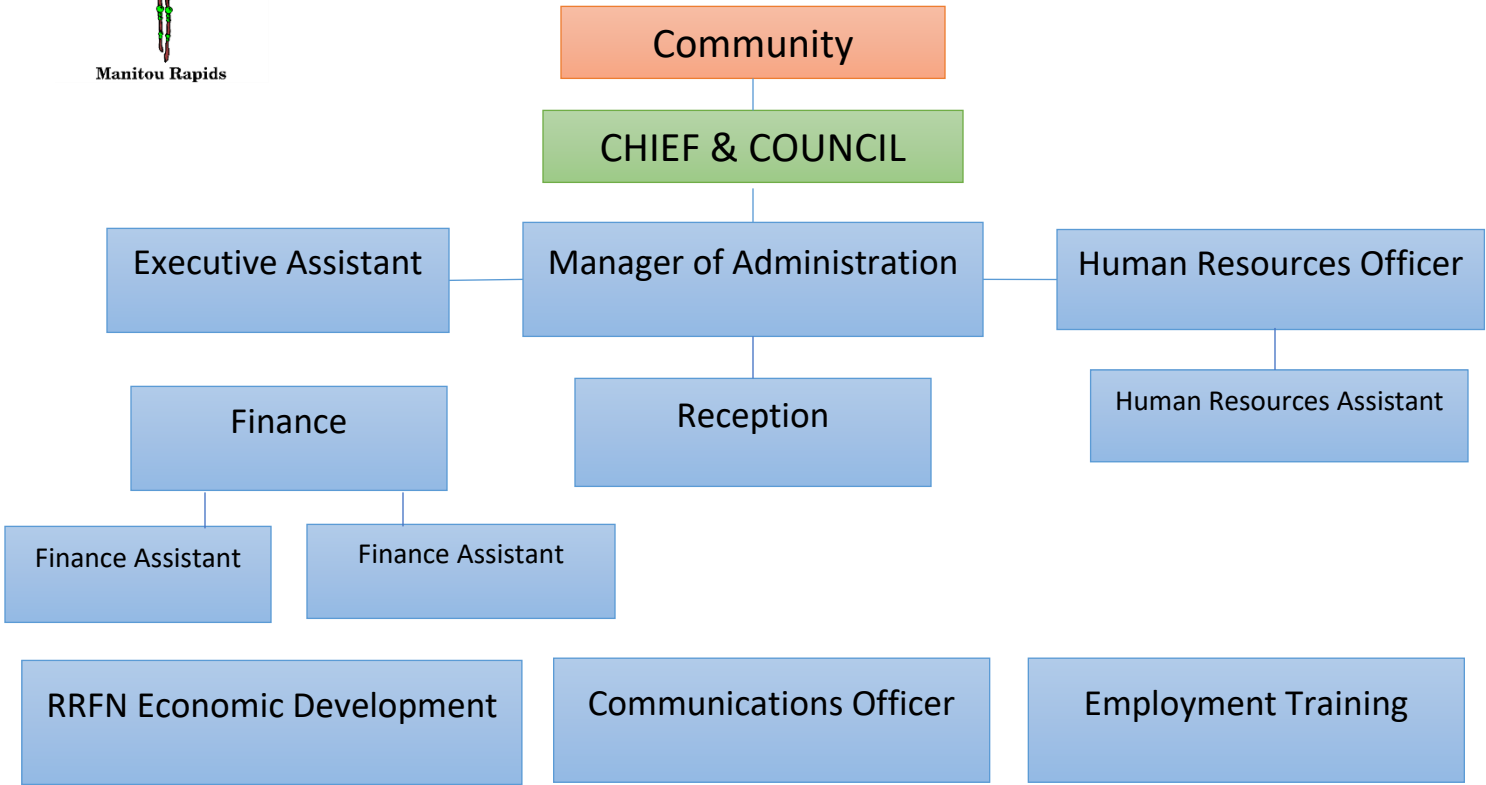 Manitou Rapids
Community
CHIEF & COUNCIL
Executive Assistant
Manager of Administration
Human Resources Officer
Finance
Reception
Human Resources Assistant
Finance Assistant
Finance Assistant
RRFN Economic Development
Communications Officer
Employment Training